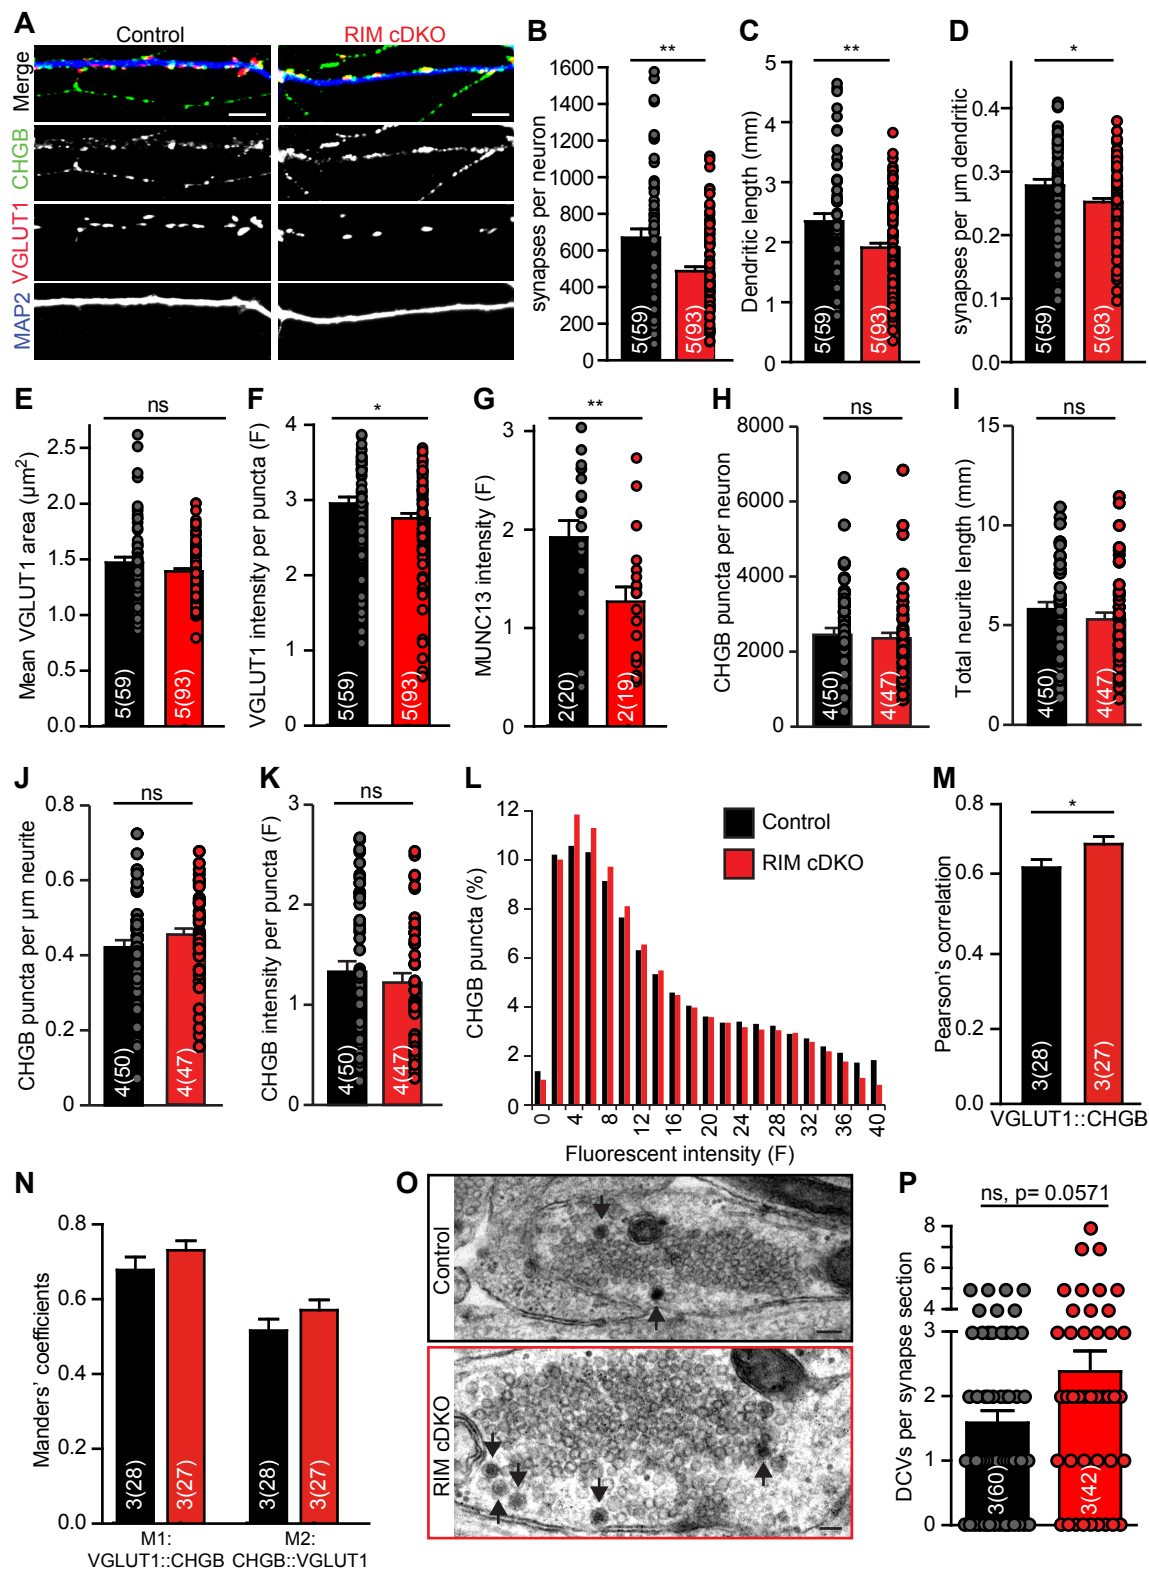 A
Control
RIM cDKO
Merge
CHGB
VGLUT1
MAP2
B
**
synapses per neuron
1600
1400
1200
1000
800
600
400
200
0
5(59)
5(93)
C
**
Dendritic length (mm)
5
4
3
2
1
0
5(59)
5(93)
D
*
synapses per µm dendritic
0.4
0.3
0.2
0.1
0.0
5(59)
5(93)
E
ns
Mean VGLUT1 area (µm²)
2.5
2.0
1.5
1.0
0.5
0.0
5(59)
5(93)
F
*
VGLUT1 intensity per puncta (F)
4
3
2
1
0
5(59)
5(93)
G
**
MUNC13 intensity (F)
3
2
1
0
2(20)
2(19)
H
ns
CHGB puncta per neuron
8000
6000
4000
2000
0
4(50)
4(47)
I
ns
Total neurite length (mm)
15
10
5
0
4(50)
4(47)
J
ns
CHGB puncta per µm neurite
0.8
0.6
0.4
0.2
0
4(50)
4(47)
K
ns
CHGB intensity per puncta (F)
3
2
1
0
4(50)
4(47)
L
CHGB puncta (%)
12
10
8
6
4
2
0
0 4 8 12 16 20 24 28 32 36 40
Fluorescent intensity (F)
Control
RIM cDKO
M
*
Pearson's correlation
0.8
0.6
0.4
0.2
0.0
3(28)
3(27)
VGLUT1::CHGB
N
Manders' coefficients
0.8
0.6
0.4
0.2
0.0
3(28)
3(27)
3(28)
3(27)
M1:
VGLUT1::CHGB
M2:
CHGB::VGLUT1
O
Control
RIM cDKO
P
ns, p= 0.0571
DCVs per synapse section
8
6
4
3
2
1
0
3(60)
3(42)